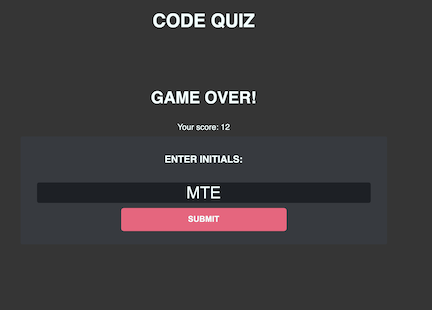 CODE QUIZ
GAME OVER!
Your score: 12
ENTER INITIALS:
MTE
SUBMIT